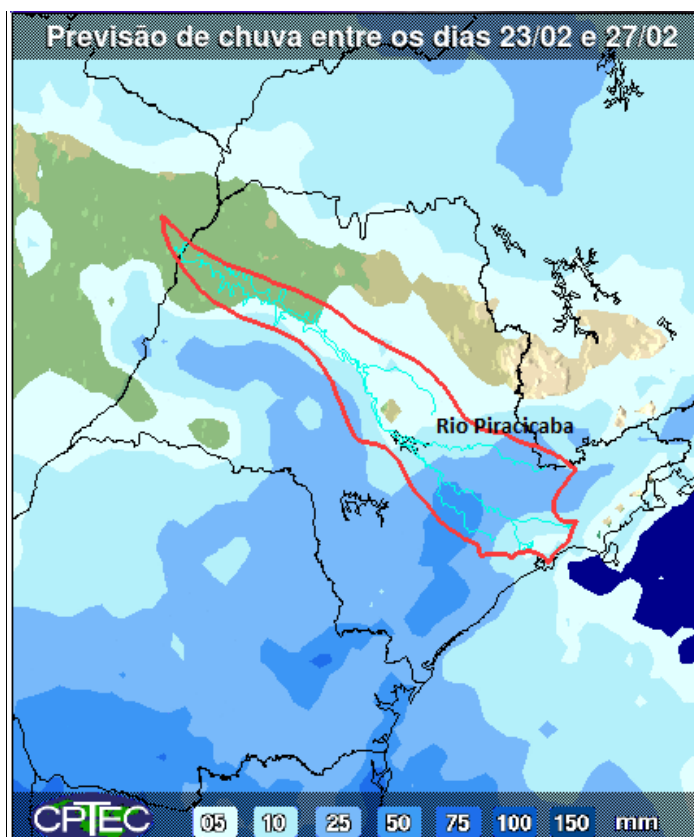 Previsão de chuva entre os dias 23/02 e 27/02
Rio Piracicaba
CPTEC 05 10 25 50 75 100 150 mm